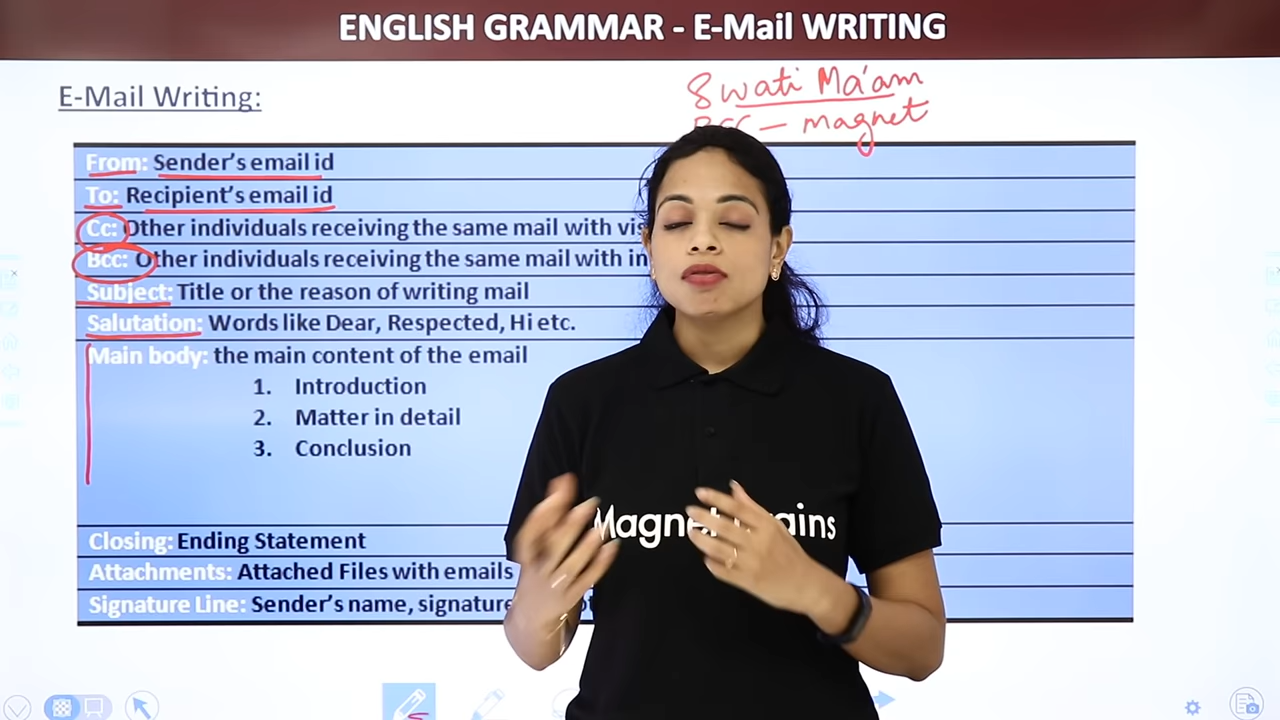 ENGLISH GRAMMAR - E-Mail WRITING
E-Mail Writing:
Swati Ma'am
BCC - magnet
From: Sender's email id
To: Recipient's email id
Cc: Other individuals receiving the same mail with
Bcc: Other individuals receiving the same mail with
Subject: Title or the reason of writing mail
Salutation: Words like Dear, Respected, Hi etc.
Main body: the main content of the email
1. Introduction
2. Matter in detail
3. Conclusion
Closing: Ending Statement
Attachments: Attached Files with emails
Signature Line: Sender's name, signature